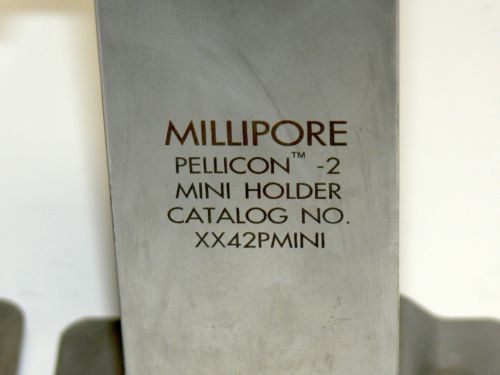 MILLIPORE
PELLICON™ -2
MINI HOLDER
CATALOG NO.
XX42PMINI